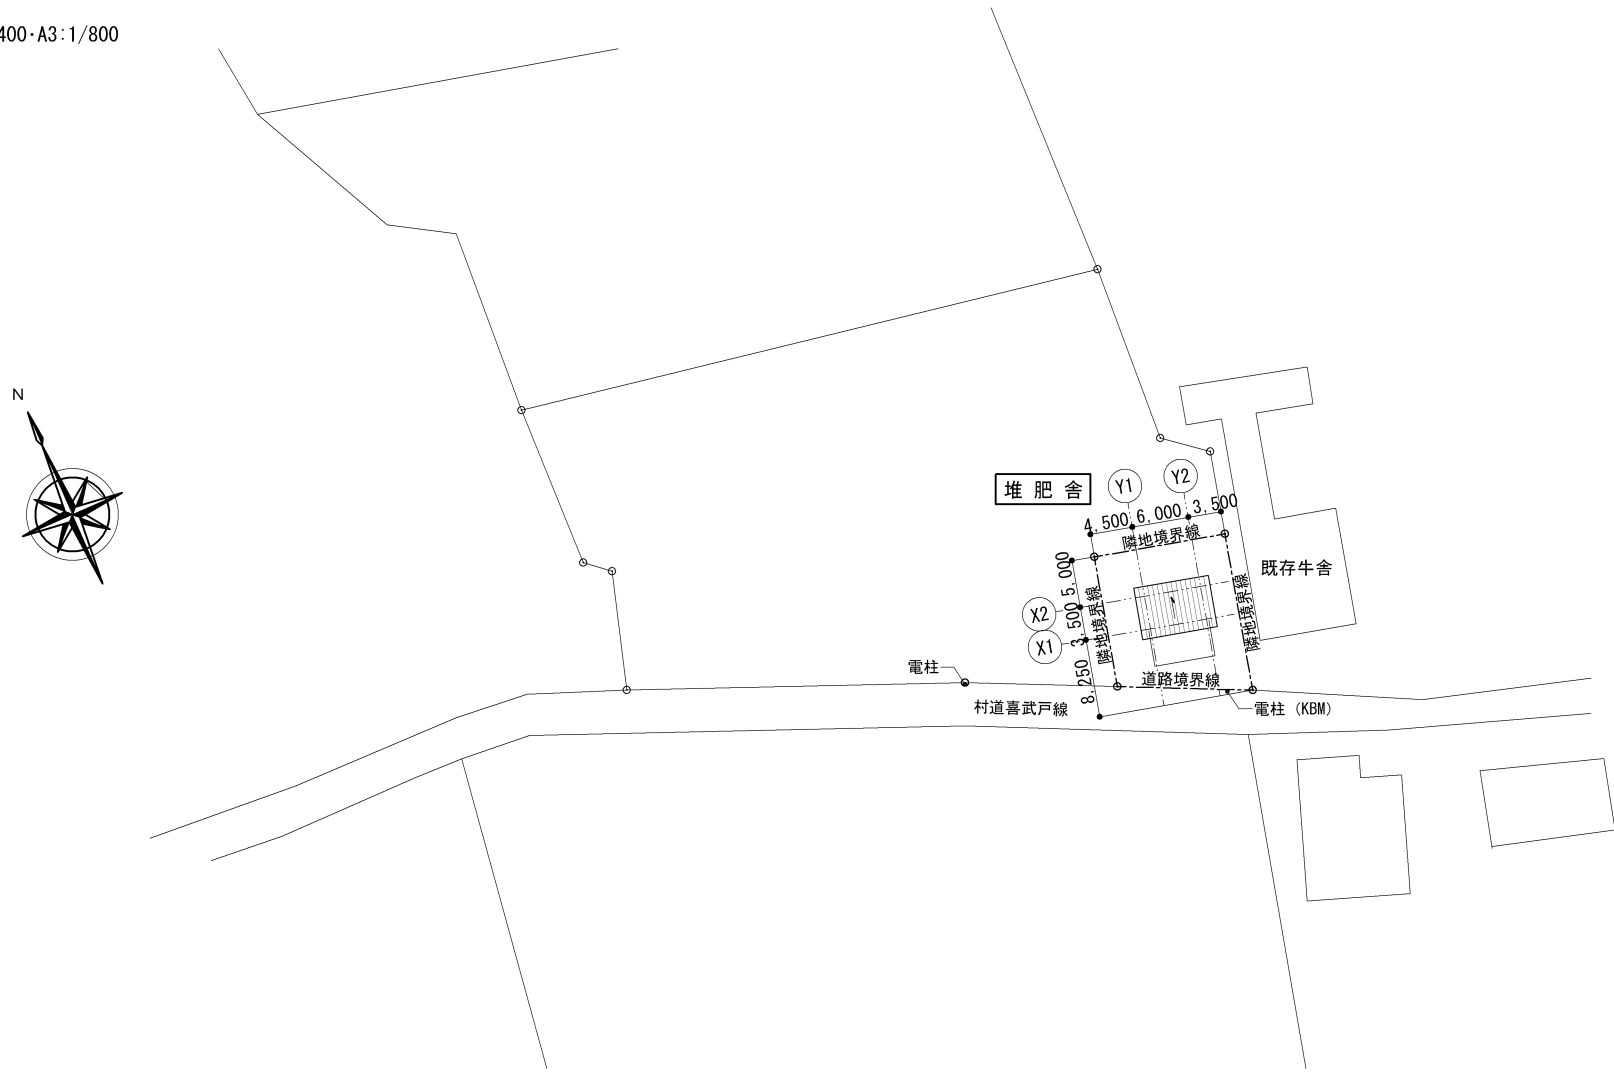 400・A3:1/800
N
堆肥舎
Y1
Y2
4,500
6,000
3,500
隣地境界線
5,000
3,500
8,250
X2
X1
隣地境界線
隣地境界線
既存牛舎
道路境界線
電柱
村道喜武戸線
電柱（KBM）